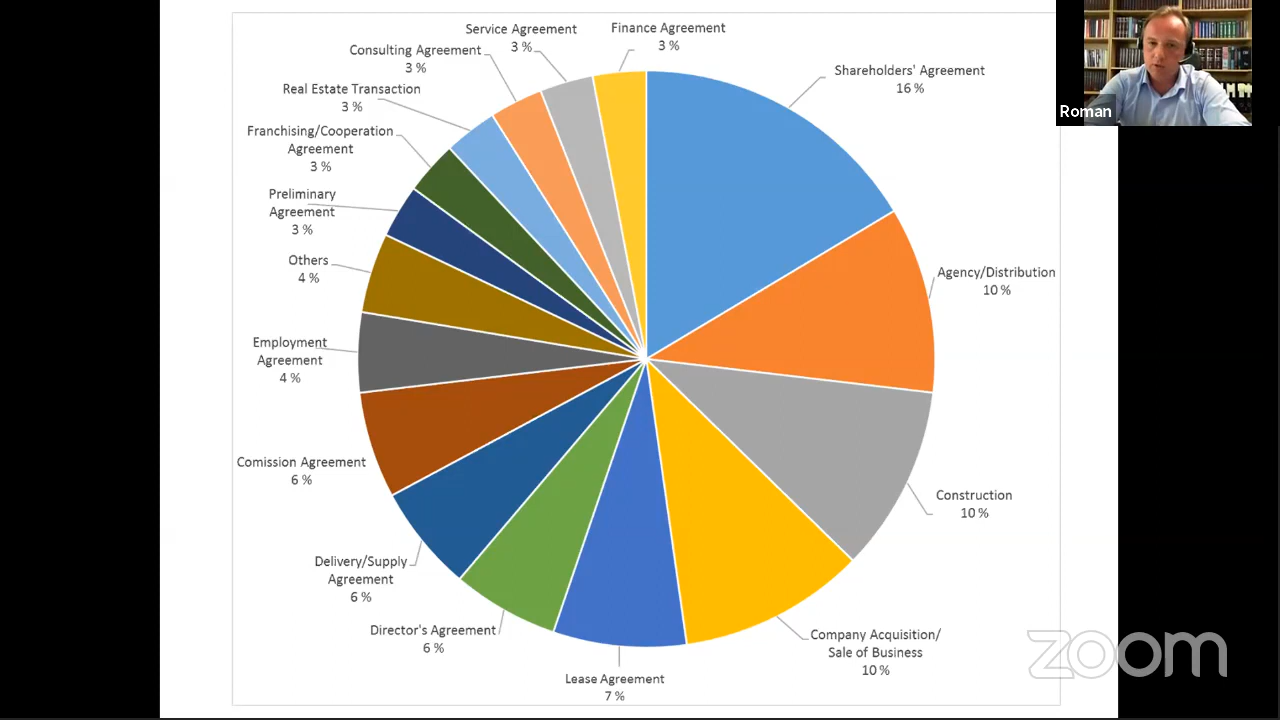 Service Agreement
3 %
Finance Agreement
3 %
Consulting Agreement
3 %
Shareholders' Agreement
16 %
Real Estate Transaction
3 %
Roman
Franchising/Cooperation
Agreement
3 %
Preliminary
Agreement
3 %
Others
4 %
Agency/Distribution
10 %
Employment
Agreement
4 %
Comission Agreement
6 %
Construction
10 %
Delivery/Supply
Agreement
6 %
Director's Agreement
6 %
Company Acquisition/
Sale of Business
10 %
Lease Agreement
7 %
zoom